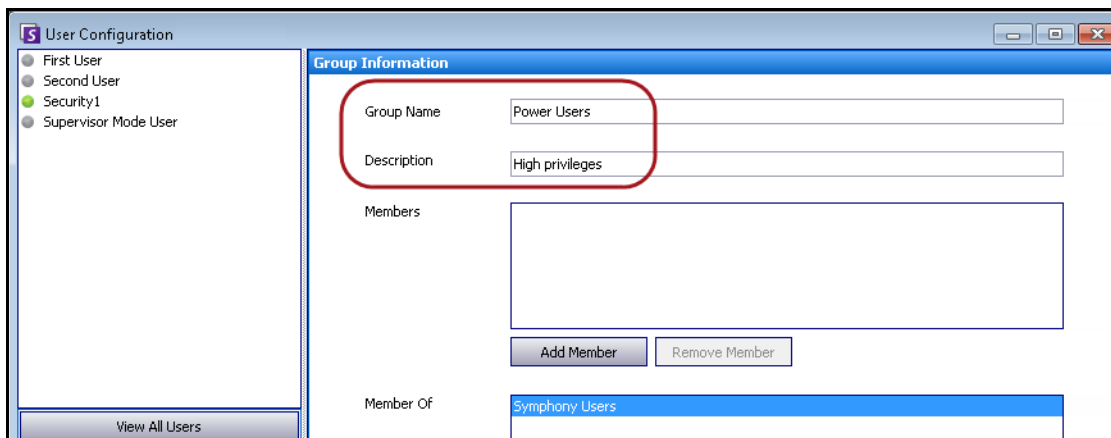 User Configuration
First User
Second User
Security1
Supervisor Mode User
View All Users
Group Information
Group Name
Power Users
Description
High privileges
Members
Add Member
Remove Member
Member Of
Symphony Users